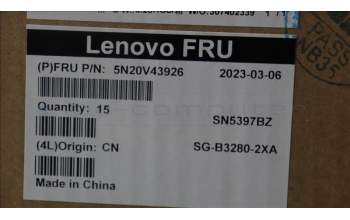 Lenovo FRU
(P)FRU P/N: 5N20V43926
2023-03-06
Quantity: 15
SN5397BZ
(4L)Origin: CN
SG-B3280-2XA
Made in China
PASS